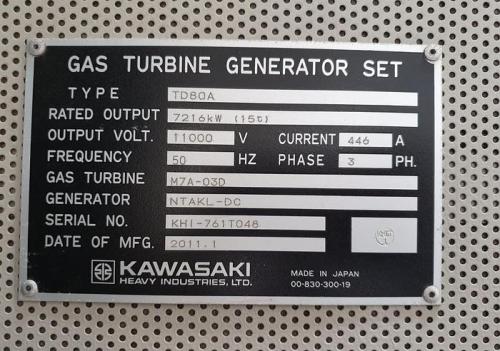 GAS TURBINE GENERATOR SET
TYPE TD80A
RATED OUTPUT 7216kW (15℃)
OUTPUT VOLT. 11000 V CURRENT 446 A
FREQUENCY 50 HZ PHASE 3 PH.
GAS TURBINE M7A-03D
GENERATOR NTAKL-DC
SERIAL NO. KHI-761T048
DATE OF MFG. 2011.1
KAWASAKI
HEAVY INDUSTRIES, LTD.
MADE IN JAPAN
00-830-300-19